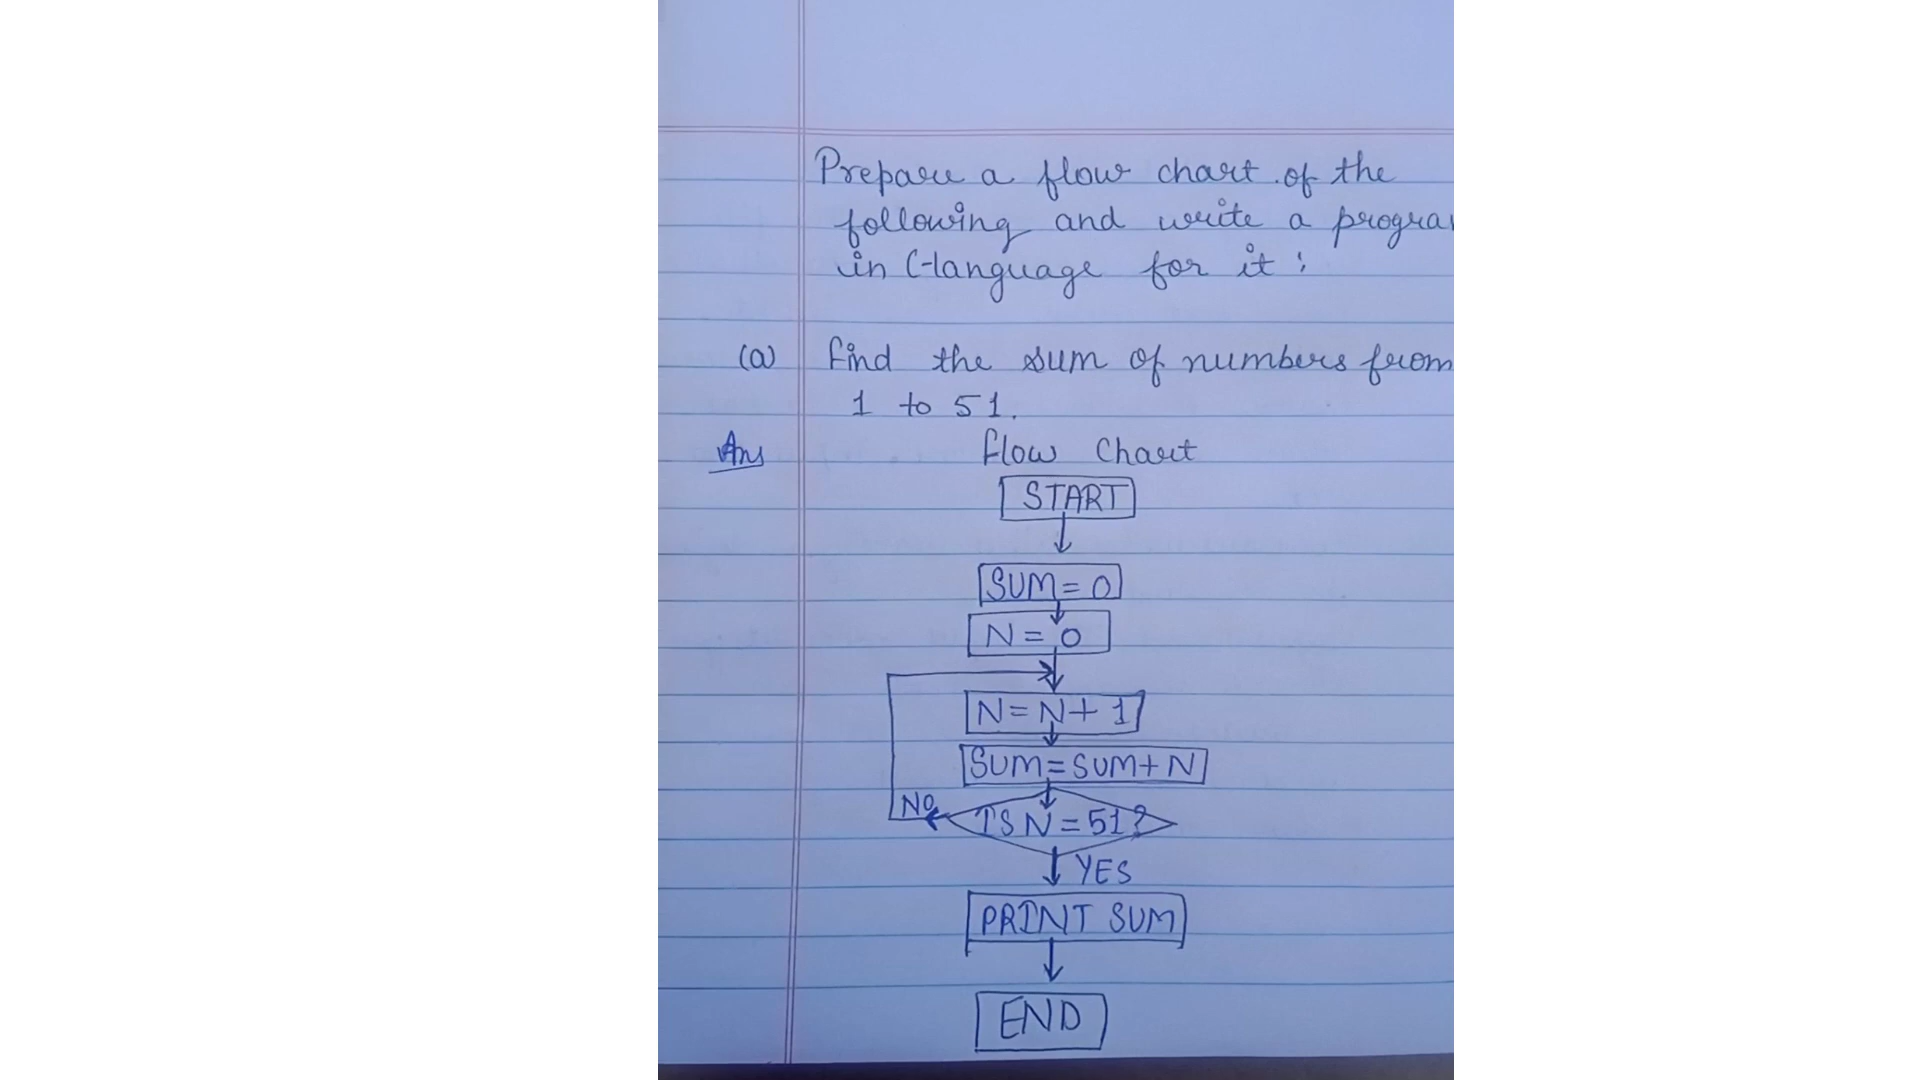 Prepare a flow chart of the
following and write a progra
in C-language for it :
(a) Find the sum of numbers from
1 to 51.
Ans Flow Chart
START
SUM = 0
N = 0
N = N + 1
SUM = SUM + N
NO
IS N = 51?
YES
PRINT SUM
END